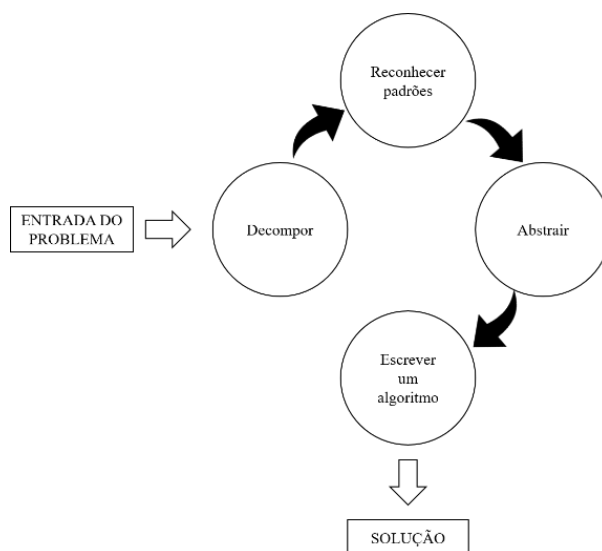 ENTRADA DO
PROBLEMA
Decompor
Reconhecer
padrões
Abstrair
Escrever
um
algoritmo
SOLUÇÃO